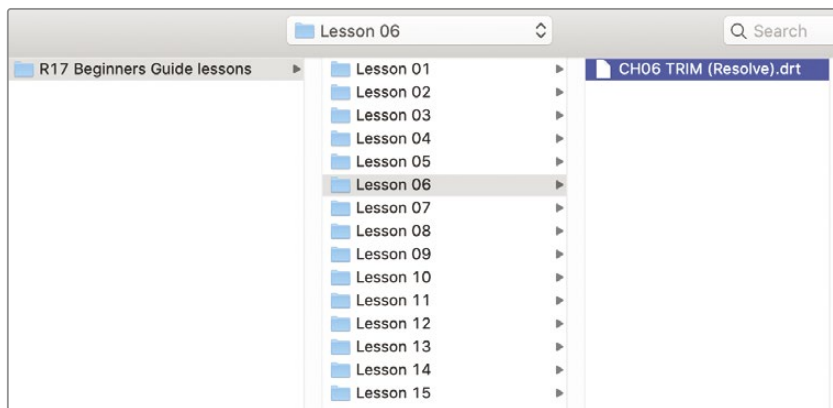 Lesson 06
Search
R17 Beginners Guide lessons
Lesson 01
Lesson 02
Lesson 03
Lesson 04
Lesson 05
Lesson 06
Lesson 07
Lesson 08
Lesson 09
Lesson 10
Lesson 11
Lesson 12
Lesson 13
Lesson 14
Lesson 15
CH06 TRIM (Resolve).drt